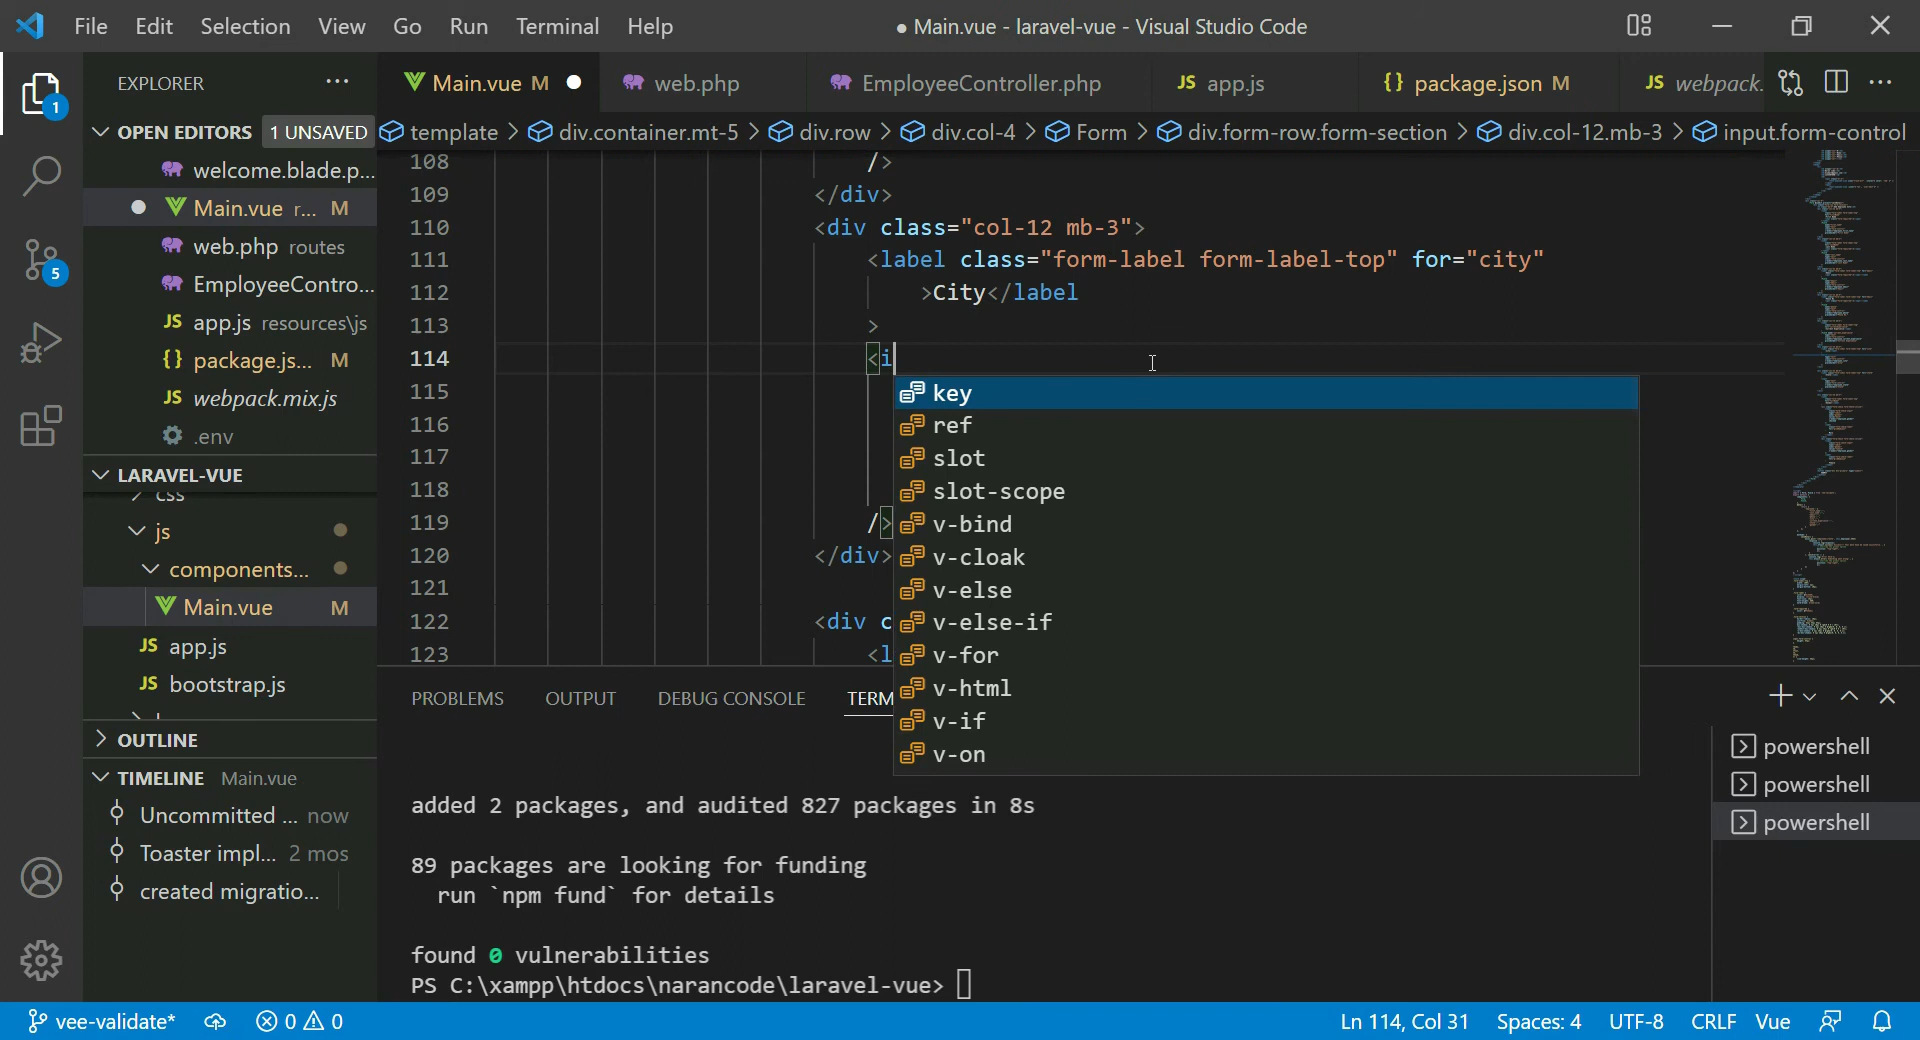 File Edit Selection View Go Run Terminal Help
● Main.vue - laravel-vue - Visual Studio Code
EXPLORER ...
Main.vue M
web.php
EmployeeController.php
JS app.js
{} package.json M
JS webpack.
...
OPEN EDITORS 1 UNSAVED
template > div.container.mt-5 > div.row > div.col-4 > Form > div.form-row.form-section > div.col-12.mb-3 > input.form-control
welcome.blade.p...
Main.vue r... M
web.php routes
EmployeeContro...
JS app.js resources\js
{} package.js... M
JS webpack.mix.js
.env
LARAVEL-VUE
css
js
components...
Main.vue M
JS app.js
JS bootstrap.js
OUTLINE
TIMELINE Main.vue
Uncommitted ... now
Toaster impl... 2 mos
created migratio...
1
5
108 />
109 </div>
110 <div class="col-12 mb-3">
111 <label class="form-label form-label-top" for="city"
112 >City</label
113 >
114 <i
115
116
117
118
119 />
120 </div>
121
122 <div c
123 <l
key
ref
slot
slot-scope
v-bind
v-cloak
v-else
v-else-if
v-for
v-html
v-if
v-on
PROBLEMS OUTPUT DEBUG CONSOLE TERM
added 2 packages, and audited 827 packages in 8s
89 packages are looking for funding
run `npm fund` for details
found 0 vulnerabilities
PS C:\xampp\htdocs\narancode\laravel-vue>
powershell
powershell
powershell
vee-validate* 0 0
Ln 114, Col 31 Spaces: 4 UTF-8 CRLF Vue